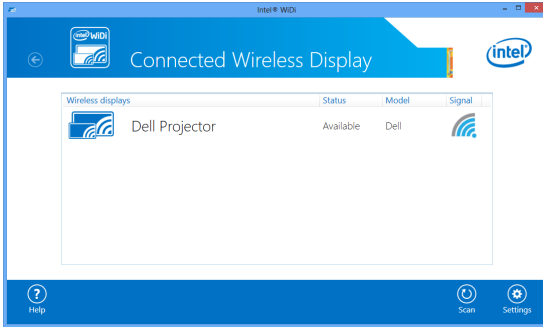 Intel® WiDi
intel WiDi
Connected Wireless Display
intel
Wireless displays Status Model Signal
Dell Projector Available Dell
Help Scan Settings